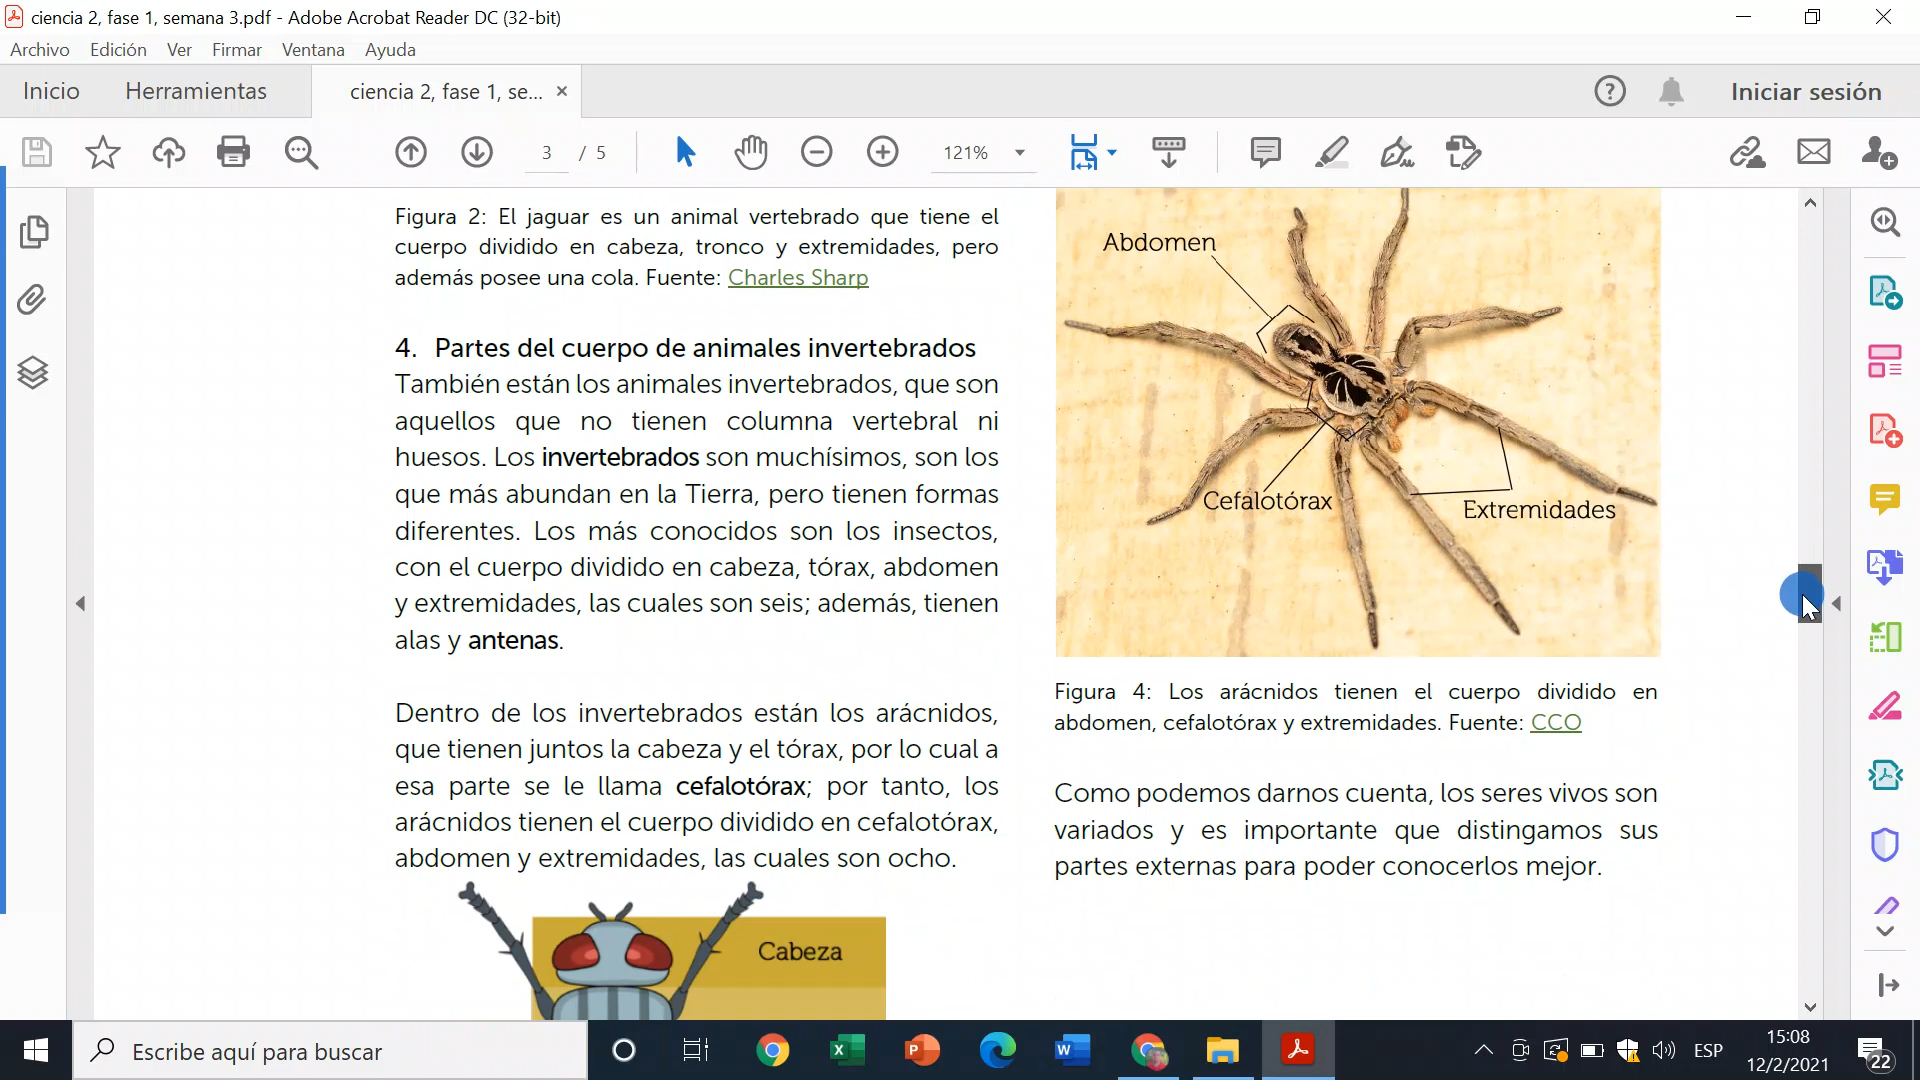 ciencia 2, fase 1, semana 3.pdf - Adobe Acrobat Reader DC (32-bit)
Archivo Edición Ver Firmar Ventana Ayuda
Inicio Herramientas ciencia 2, fase 1, se... × Iniciar sesión
3 / 5 121%
Figura 2: El jaguar es un animal vertebrado que tiene el
cuerpo dividido en cabeza, tronco y extremidades, pero
además posee una cola. Fuente: Charles Sharp
4. Partes del cuerpo de animales invertebrados
También están los animales invertebrados, que son
aquellos que no tienen columna vertebral ni
huesos. Los invertebrados son muchísimos, son los
que más abundan en la Tierra, pero tienen formas
diferentes. Los más conocidos son los insectos,
con el cuerpo dividido en cabeza, tórax, abdomen
y extremidades, las cuales son seis; además, tienen
alas y antenas.
Dentro de los invertebrados están los arácnidos,
que tienen juntos la cabeza y el tórax, por lo cual a
esa parte se le llama cefalotórax; por tanto, los
arácnidos tienen el cuerpo dividido en cefalotórax,
abdomen y extremidades, las cuales son ocho.
Cabeza
Abdomen
Cefalotórax
Extremidades
Figura 4: Los arácnidos tienen el cuerpo dividido en
abdomen, cefalotórax y extremidades. Fuente: CCO
Como podemos darnos cuenta, los seres vivos son
variados y es importante que distingamos sus
partes externas para poder conocerlos mejor.
Escribe aquí para buscar
ESP
15:08
12/2/2021
22